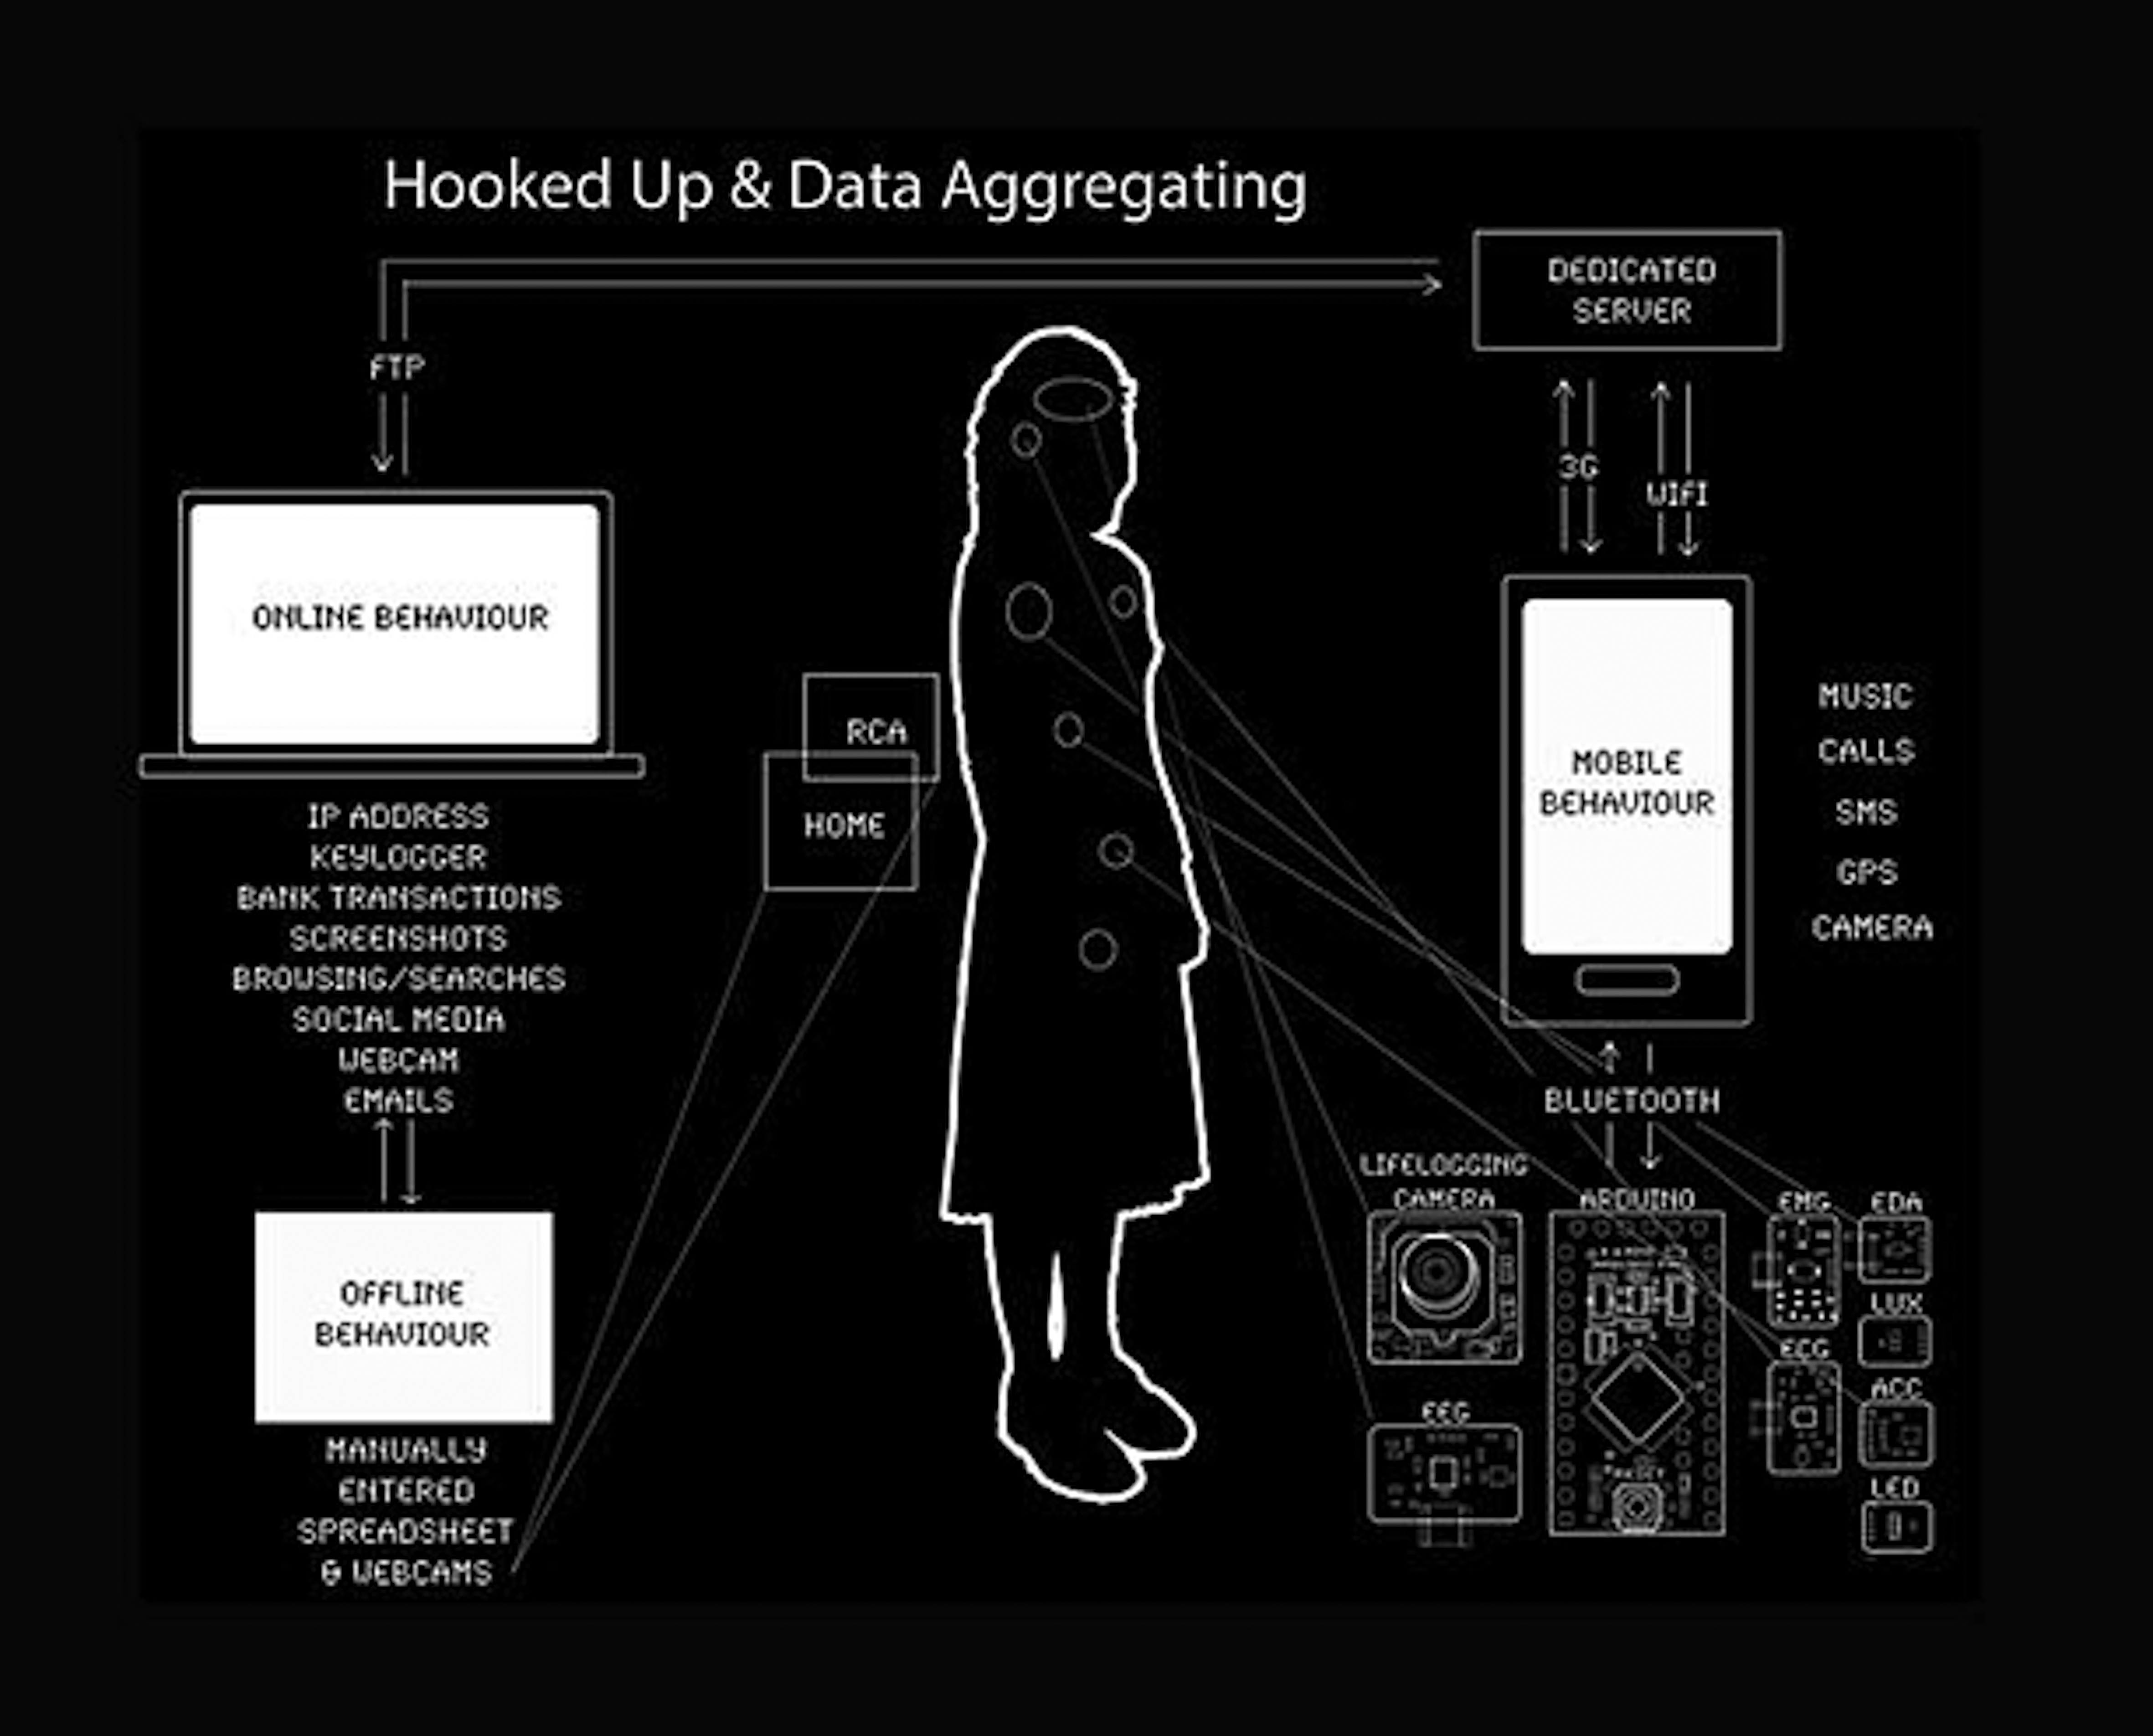 Hooked Up & Data Aggregating
DEDICATED
SERVER
FTP
3G
WIFI
ONLINE BEHAVIOUR
IP ADDRESS
KEYLOGGER
BANK TRANSACTIONS
SCREENSHOTS
BROWSING/SEARCHES
SOCIAL MEDIA
WEBCAM
EMAILS
OFFLINE
BEHAVIOUR
MANUALLY
ENTERED
SPREADSHEET
& WEBCAMS
RCA
HOME
MOBILE
BEHAVIOUR
MUSIC
CALLS
SMS
GPS
CAMERA
BLUETOOTH
LIFELOGGING
CAMERA
EEG
ARDUINO
EMG
ECG
EDA
LUX
ACC
LED